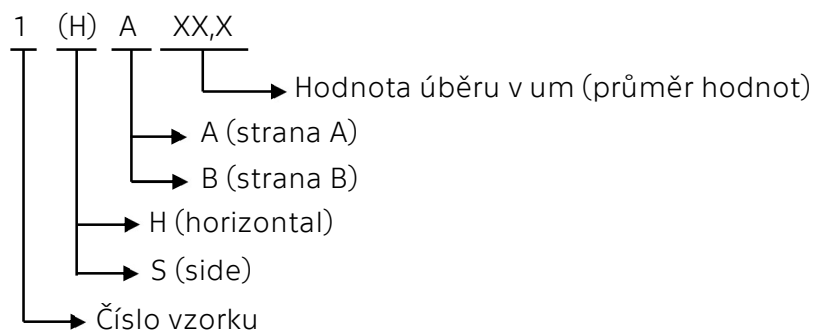 1 (H) A XX,X
Hodnota úběru v um (průměr hodnot)
A (strana A)
B (strana B)
H (horizontal)
S (side)
Číslo vzorku